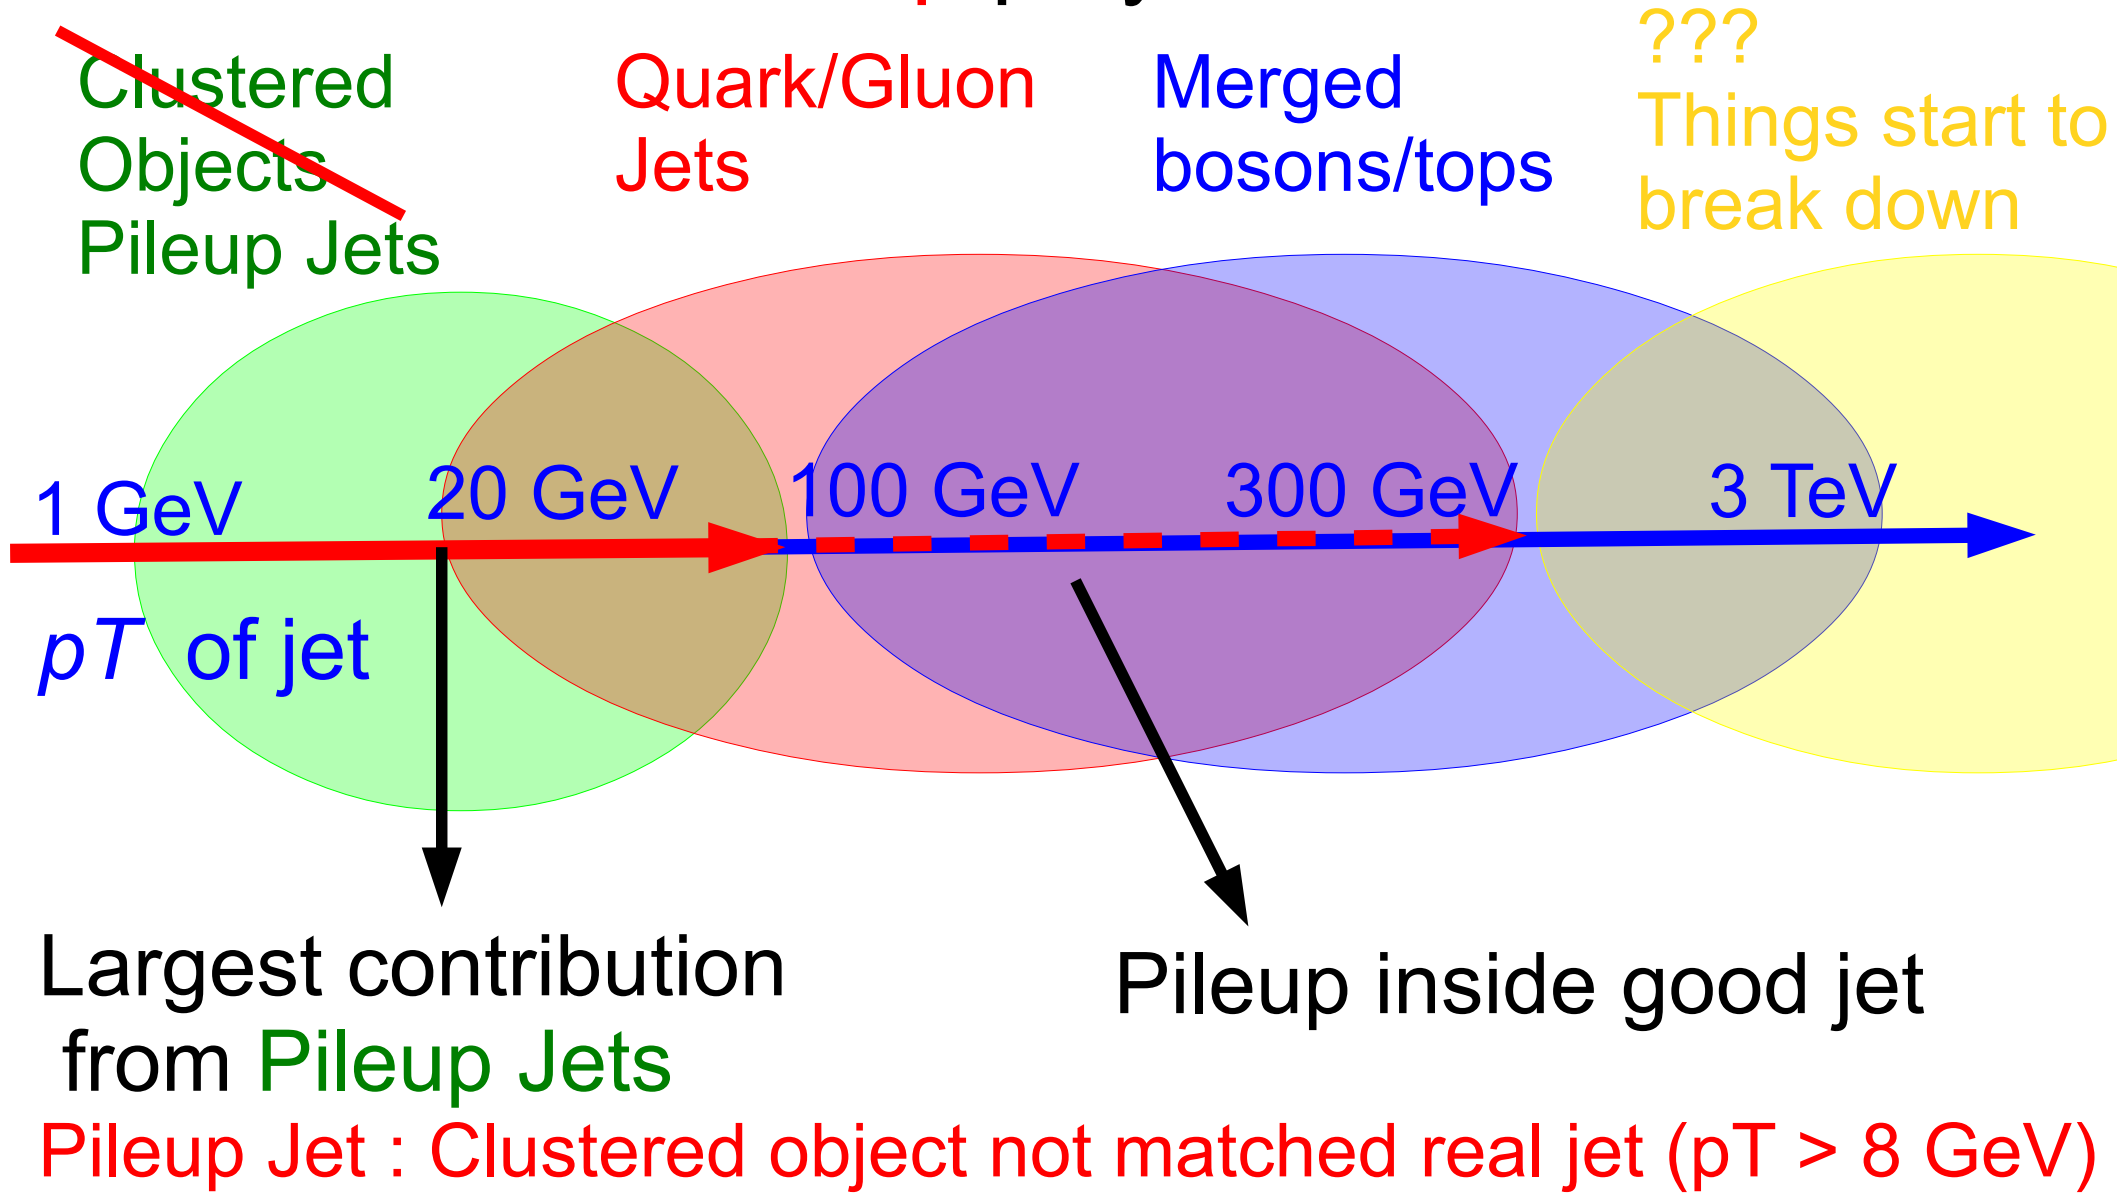 Clustered
Objects
Pileup Jets
Quark/Gluon
Jets
Merged
bosons/tops
???
Things start to
break down
1 GeV
20 GeV
100 GeV
300 GeV
3 TeV
pT of jet
Largest contribution
from Pileup Jets
Pileup inside good jet
Pileup Jet : Clustered object not matched real jet (pT > 8 GeV)